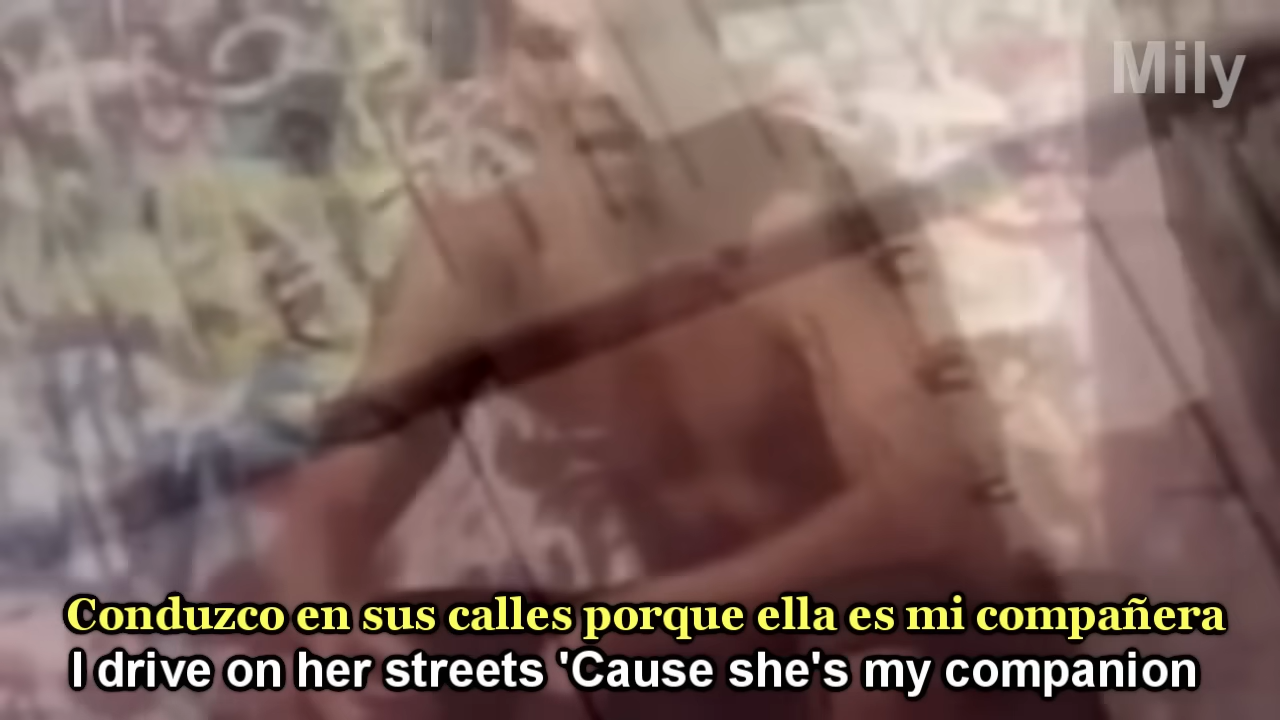 Mily
Conduzco en sus calles porque ella es mi compañera
I drive on her streets 'Cause she's my companion